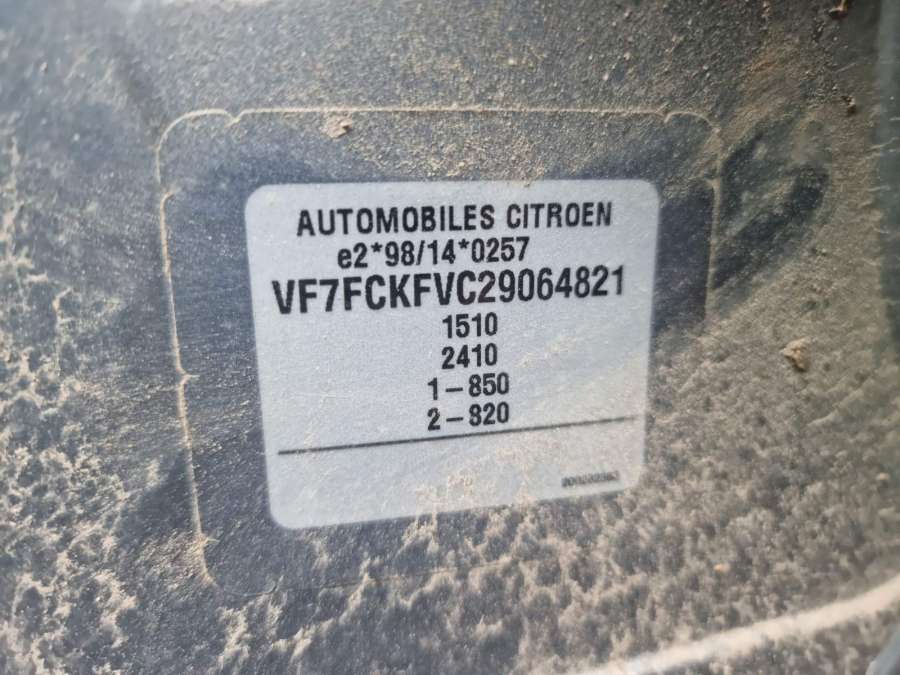 AUTOMOBILES CITROEN
e2*98/14*0257
VF7FCKFVC29064821
1510
2410
1-850
2-820